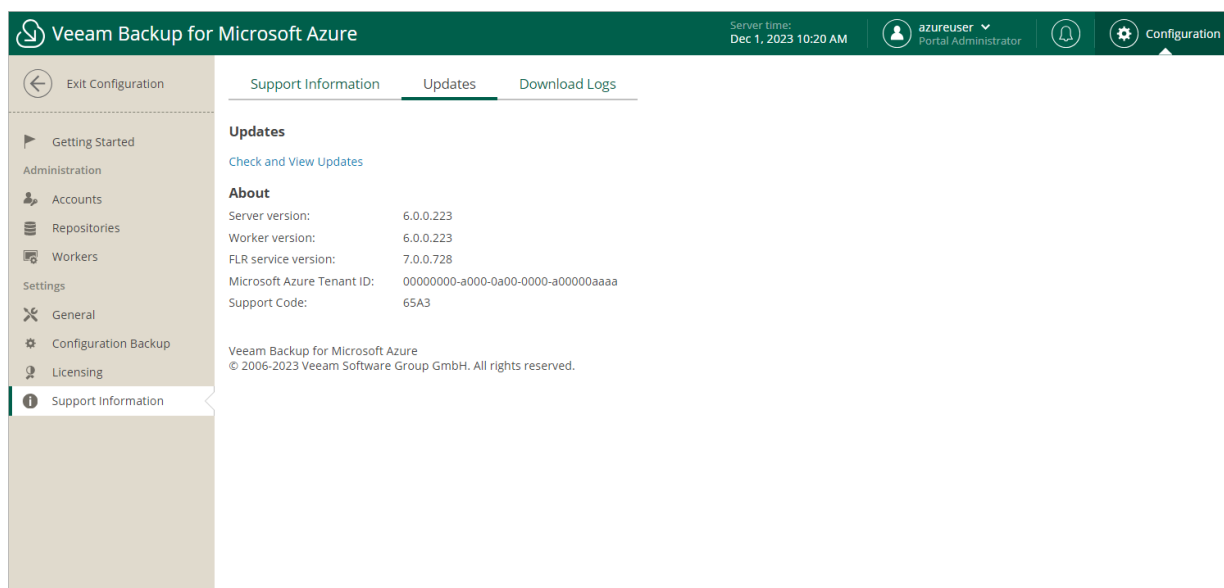 Veeam Backup for Microsoft Azure
Server time:
Dec 1, 2023 10:20 AM
azureuser
Portal Administrator
Configuration
Exit Configuration
Getting Started
Administration
Accounts
Repositories
Workers
Settings
General
Configuration Backup
Licensing
Support Information
Support Information Updates Download Logs
Updates
Check and View Updates
About
Server version: 6.0.0.223
Worker version: 6.0.0.223
FLR service version: 7.0.0.728
Microsoft Azure Tenant ID: 00000000-a000-0a00-0000-a00000aaaa
Support Code: 65A3
Veeam Backup for Microsoft Azure
© 2006-2023 Veeam Software Group GmbH. All rights reserved.